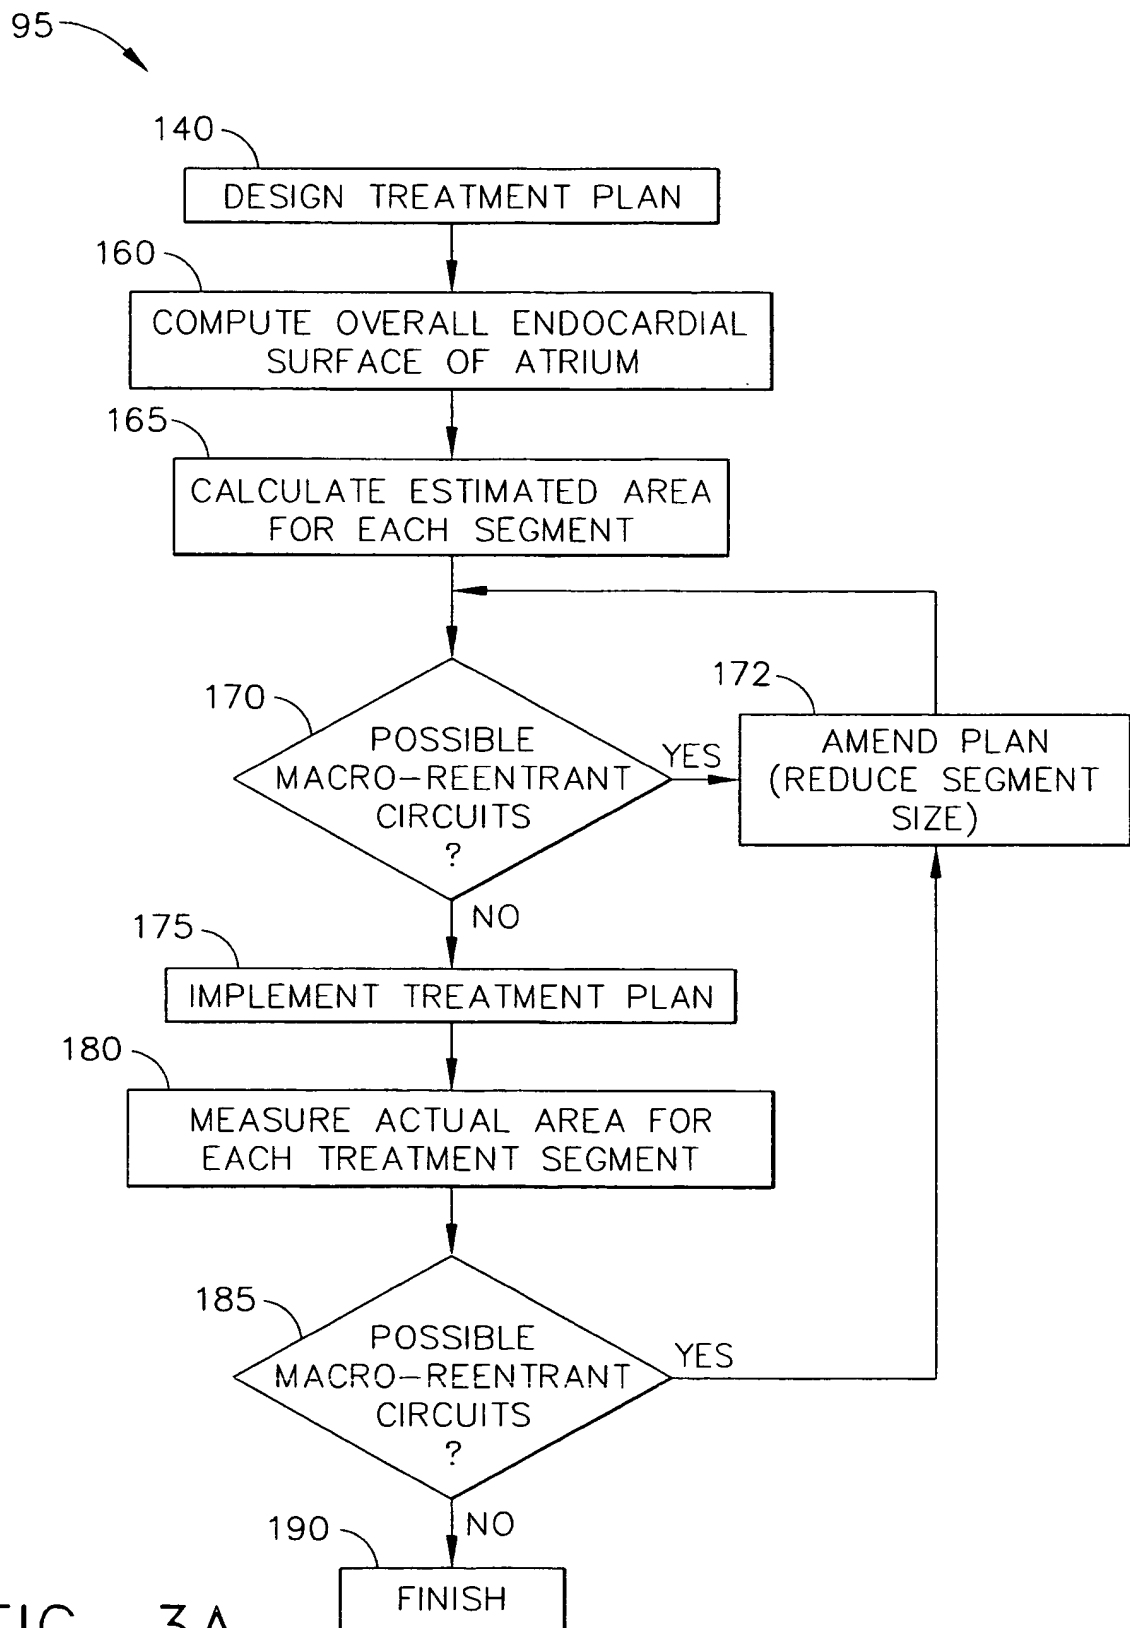 95
140
DESIGN TREATMENT PLAN
160
COMPUTE OVERALL ENDOCARDIAL
SURFACE OF ATRIUM
165
CALCULATE ESTIMATED AREA
FOR EACH SEGMENT
170
POSSIBLE
MACRO-REENTRANT
CIRCUITS
?
YES
172
AMEND PLAN
(REDUCE SEGMENT
SIZE)
NO
175
IMPLEMENT TREATMENT PLAN
180
MEASURE ACTUAL AREA FOR
EACH TREATMENT SEGMENT
185
POSSIBLE
MACRO-REENTRANT
CIRCUITS
?
YES
NO
190
FINISH
FIG. 3A